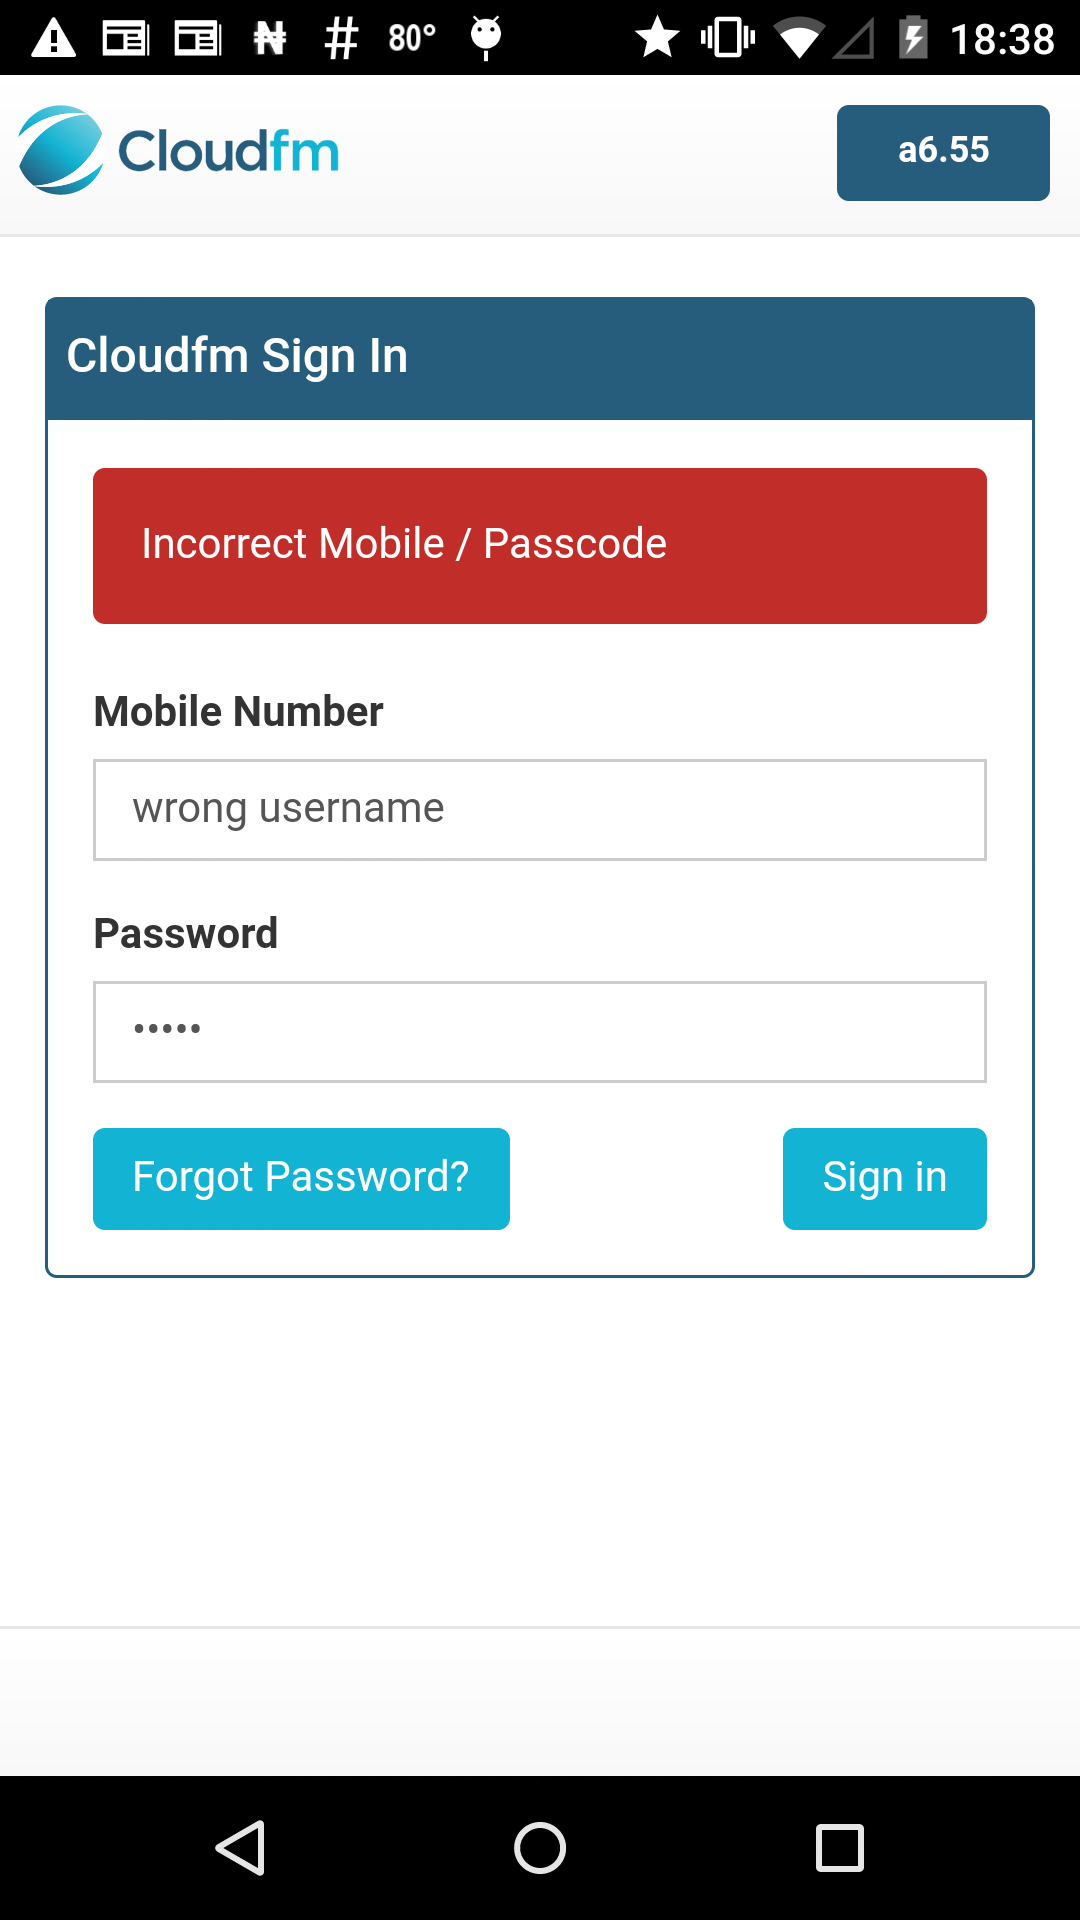 80° 18:38
Cloudfm a6.55
Cloudfm Sign In
Incorrect Mobile / Passcode
Mobile Number
wrong username
Password
•••••
Forgot Password? Sign in